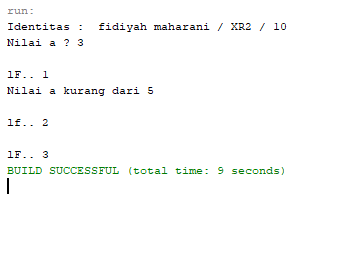 run:
Identitas :  fidiyah maharani / XR2 / 10
Nilai a ? 3
lF.. 1
Nilai a kurang dari 5
lf.. 2
lF.. 3
BUILD SUCCESSFUL (total time: 9 seconds)